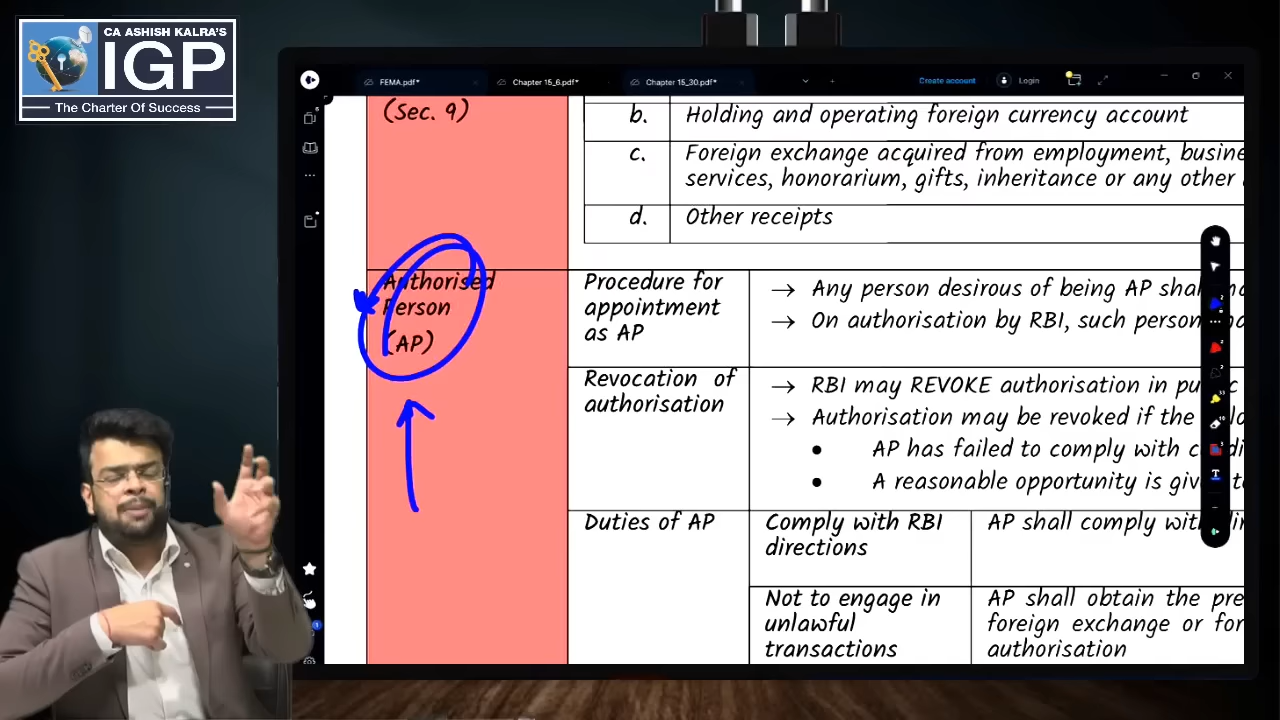 CA ASHISH KALRA'S
IGP
The Charter Of Success
FEMA.pdf*
Chapter 15_6.pdf*
Chapter 15_30.pdf*
Create account
Login
(Sec. 9)
b. Holding and operating foreign currency account
c. Foreign exchange acquired from employment, busine
services, honorarium, gifts, inheritance or any other
d. Other receipts
Authorised
Person
(AP)
Procedure for
appointment
as AP
→ Any person desirous of being AP shal
→ On authorisation by RBI, such person
Revocation of
authorisation
→ RBI may REVOKE authorisation in pu
→ Authorisation may be revoked if the
• AP has failed to comply with c
• A reasonable opportunity is giv
Duties of AP
Comply with RBI
directions
AP shall comply with
Not to engage in
unlawful
transactions
AP shall obtain the pre
foreign exchange or for
authorisation